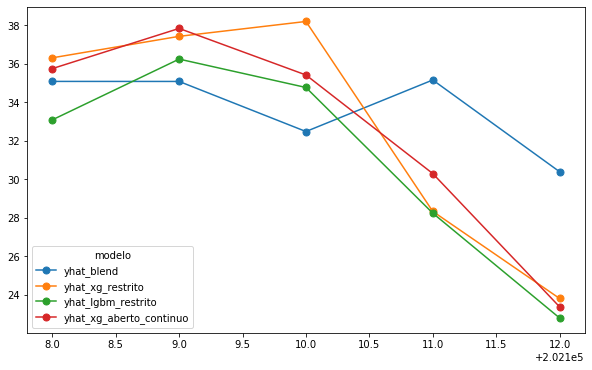 38
36
34
32
30
28
26
24
modelo
yhat_blend
yhat_xg_restrito
yhat_lgbm_restrito
yhat_xg_aberto_continuo
8.0 8.5 9.0 9.5 10.0 10.5 11.0 11.5 12.0
+2.021e5